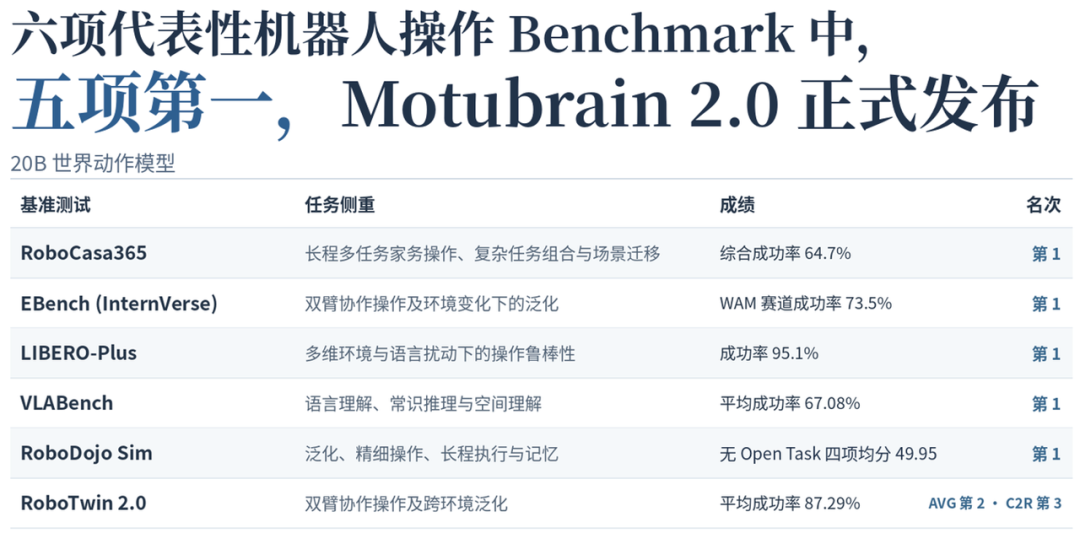 六项代表性机器人操作 Benchmark 中，
五项第一， Motubrain 2.0 正式发布
20B 世界动作模型
基准测试 任务侧重 成绩 名次
RoboCasa365 长程多任务家务操作、复杂任务组合与场景迁移 综合成功率 64.7% 第 1
EBench (InternVerse) 双臂协作操作及环境变化下的泛化 WAM 赛道成功率 73.5% 第 1
LIBERO-Plus 多维环境与语言扰动下的操作鲁棒性 成功率 95.1% 第 1
VLABench 语言理解、常识推理与空间理解 平均成功率 67.08% 第 1
RoboDojo Sim 泛化、精细操作、长程执行与记忆 无 Open Task 四项均分 49.95 第 1
RoboTwin 2.0 双臂协作操作及跨环境泛化 平均成功率 87.29% AVG 第 2 · C2R 第 3